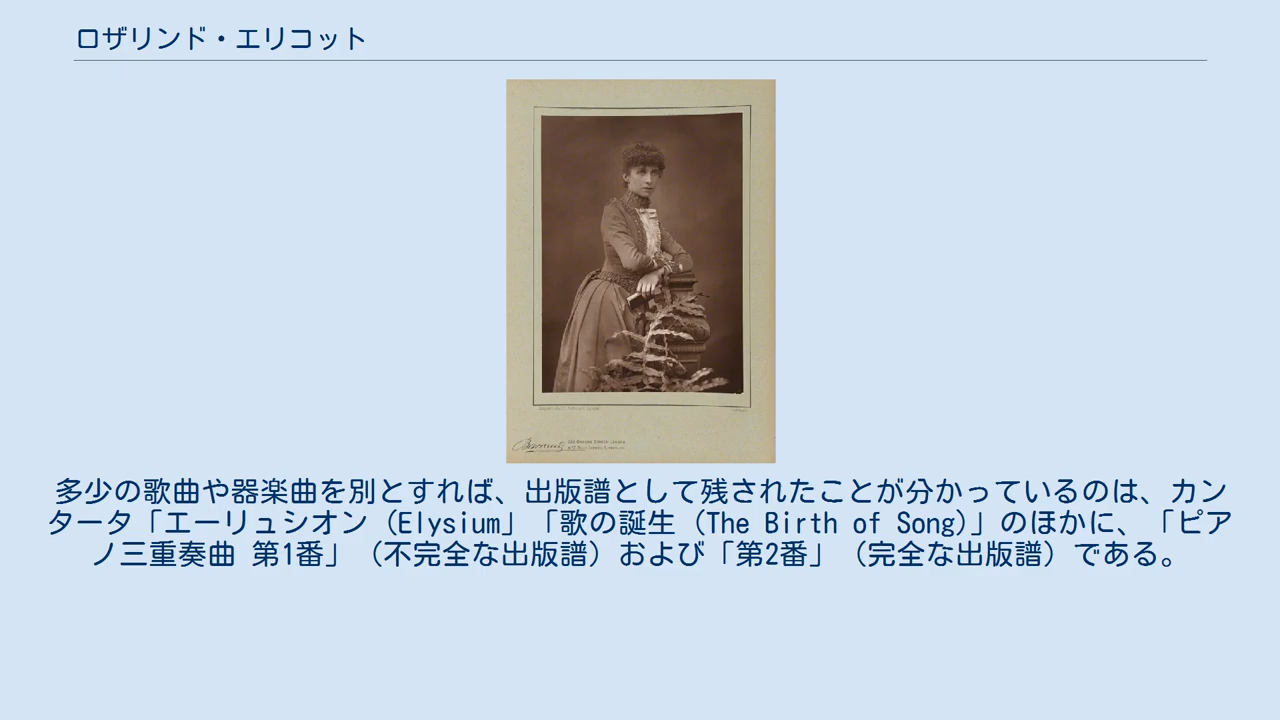 ロザリンド・エリコット
多少の歌曲や器楽曲を別とすれば、出版譜として残されたことが分かっているのは、カン
タータ「エーリュシオン（Elysium」「歌の誕生（The Birth of Song)」のほかに、「ピア
ノ三重奏曲 第1番」（不完全な出版譜）および「第2番」（完全な出版譜）である。